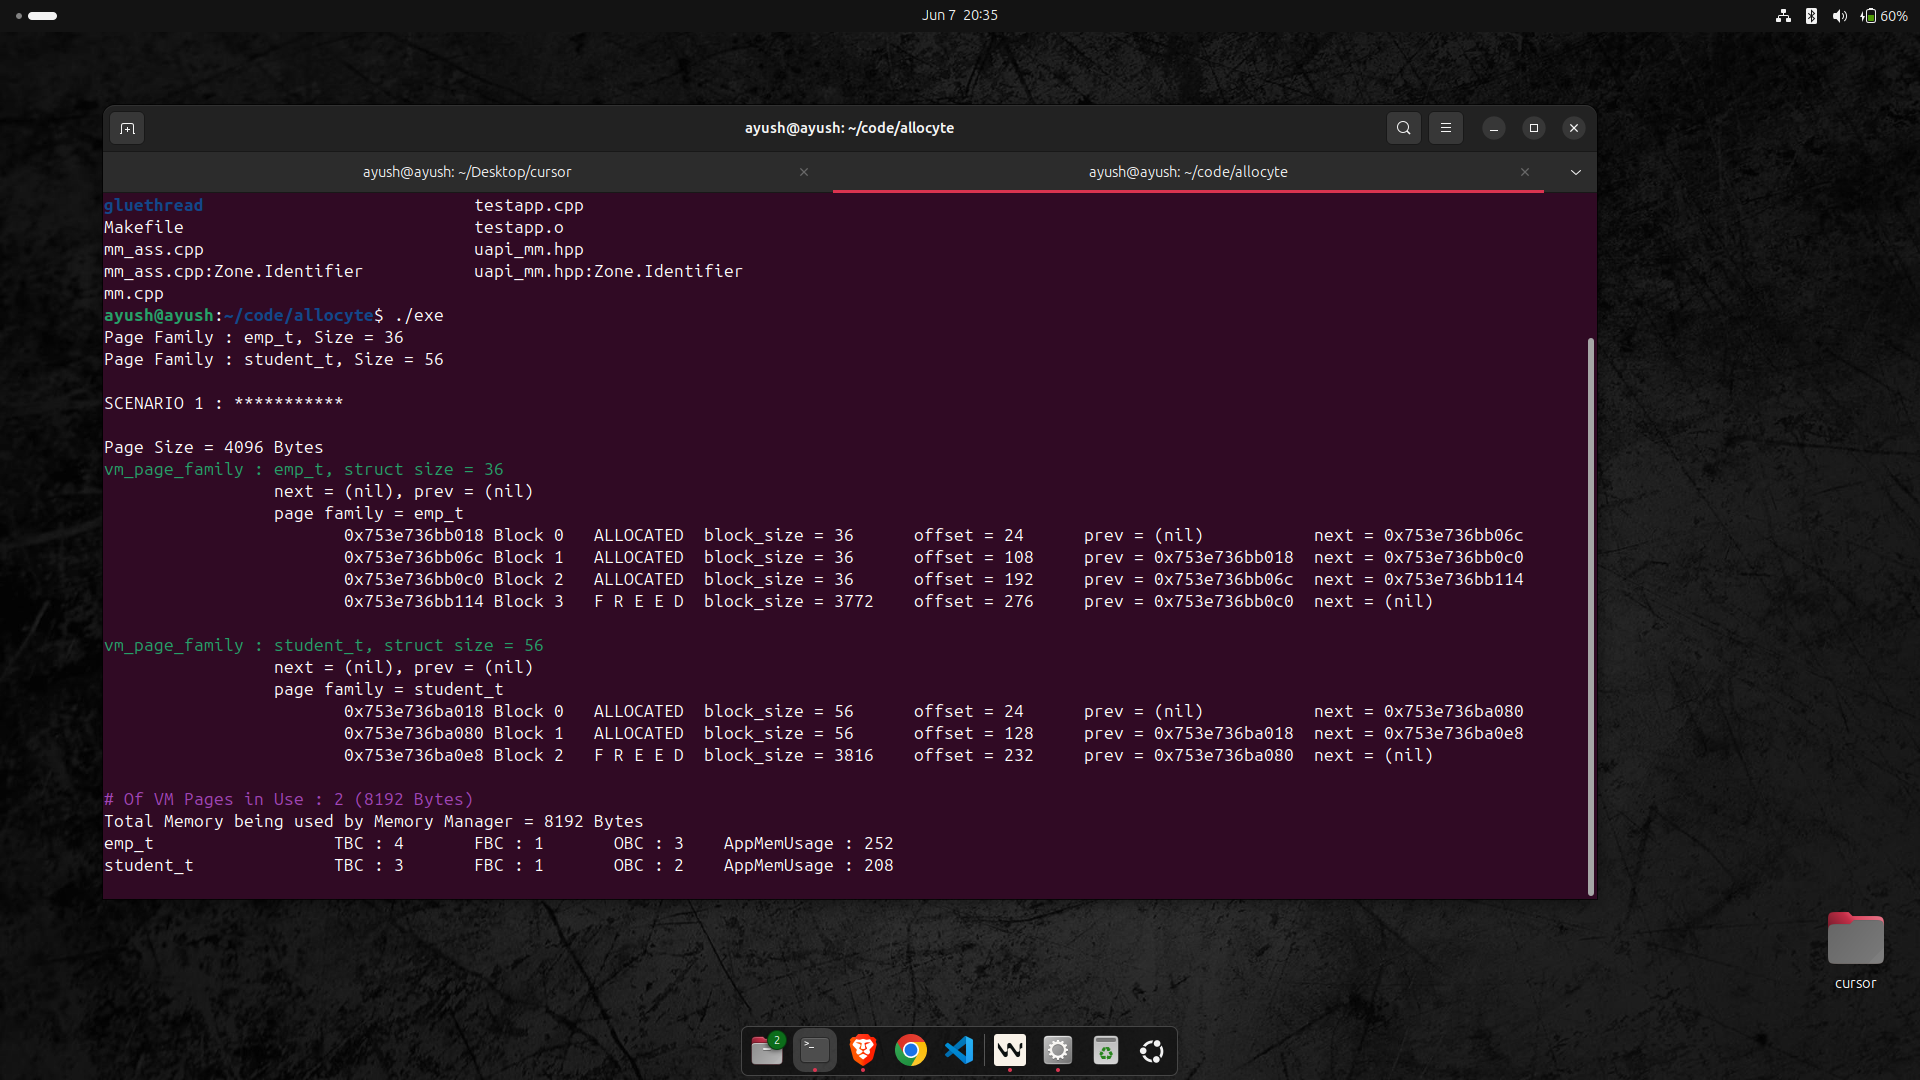 Jun 7 20:35
60%
ayush@ayush: ~/code/allocyte
ayush@ayush: ~/Desktop/cursor
ayush@ayush: ~/code/allocyte
gluethread testapp.cpp
Makefile testapp.o
mm_ass.cpp uapi_mm.hpp
mm_ass.cpp:Zone.Identifier uapi_mm.hpp:Zone.Identifier
mm.cpp
ayush@ayush:~/code/allocyte$ ./exe
Page Family : emp_t, Size = 36
Page Family : student_t, Size = 56
SCENARIO 1 : ***********
Page Size = 4096 Bytes
vm_page_family : emp_t, struct size = 36
next = (nil), prev = (nil)
page family = emp_t
0x753e736bb018 Block 0 ALLOCATED block_size = 36 offset = 24 prev = (nil) next = 0x753e736bb06c
0x753e736bb06c Block 1 ALLOCATED block_size = 36 offset = 108 prev = 0x753e736bb018 next = 0x753e736bb0c0
0x753e736bb0c0 Block 2 ALLOCATED block_size = 36 offset = 192 prev = 0x753e736bb06c next = 0x753e736bb114
0x753e736bb114 Block 3 F R E E D block_size = 3772 offset = 276 prev = 0x753e736bb0c0 next = (nil)
vm_page_family : student_t, struct size = 56
next = (nil), prev = (nil)
page family = student_t
0x753e736ba018 Block 0 ALLOCATED block_size = 56 offset = 24 prev = (nil) next = 0x753e736ba080
0x753e736ba080 Block 1 ALLOCATED block_size = 56 offset = 128 prev = 0x753e736ba018 next = 0x753e736ba0e8
0x753e736ba0e8 Block 2 F R E E D block_size = 3816 offset = 232 prev = 0x753e736ba080 next = (nil)
# Of VM Pages in Use : 2 (8192 Bytes)
Total Memory being used by Memory Manager = 8192 Bytes
emp_t TBC : 4 FBC : 1 OBC : 3 AppMemUsage : 252
student_t TBC : 3 FBC : 1 OBC : 2 AppMemUsage : 208
cursor
2